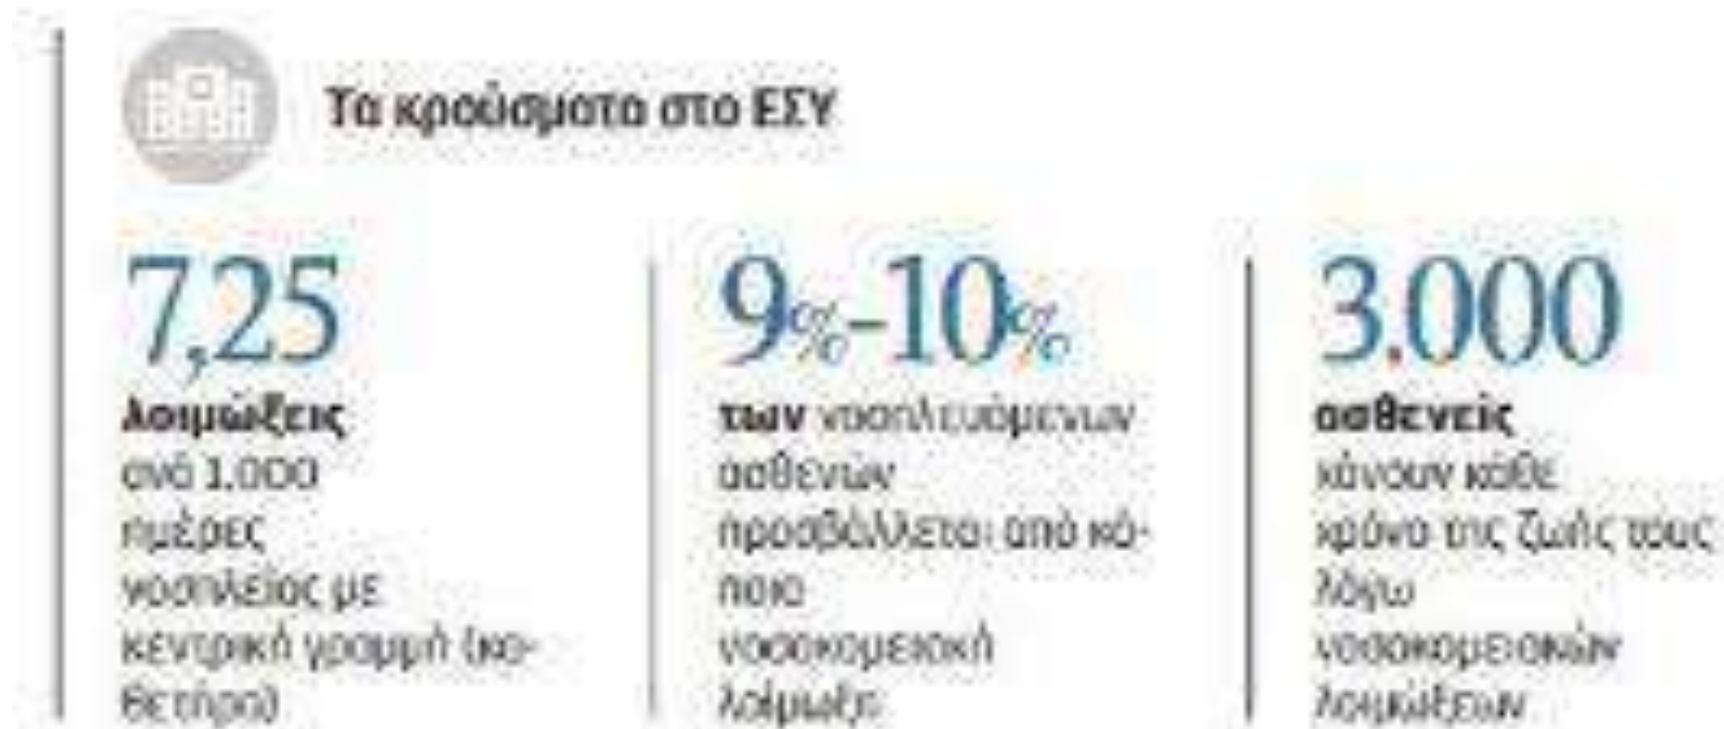 Τα κρούσματα στο ΕΣΥ
7,25
λοιμώξεις
ανά 1.000
ημέρες
νοσηλείας με
κεντρική γραμμή (κα-
θετήρα)
9%-10%
των νοσηλευόμενων
ασθενών
προσβάλλεται από κά-
ποια
νοσοκομειακή
λοίμωξη
3.000
ασθενείς
χάνουν κάθε
χρόνο της ζωής τους
λόγω
νοσοκομειακών
λοιμώξεων